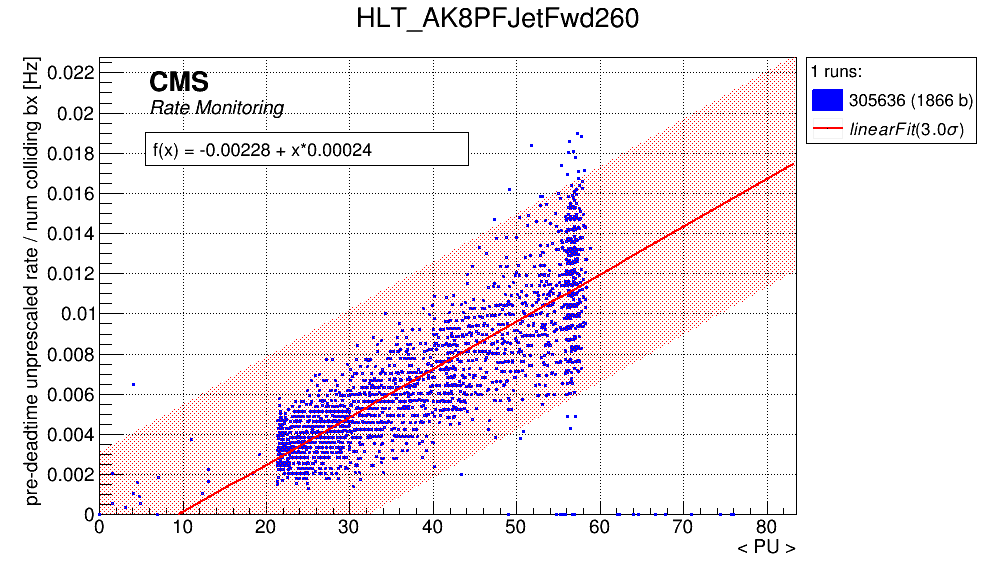 HLT_AK8PFJetFwd260
pre-deadtime unprescaled rate / num colliding bx [Hz]
0.022
0.02
0.018
0.016
0.014
0.012
0.01
0.008
0.006
0.004
0.002
0
CMS
Rate Monitoring
f(x) = -0.00228 + x*0.00024
1 runs:
305636 (1866 b)
linearFit(3.0σ)
0 10 20 30 40 50 60 70 80
< PU >